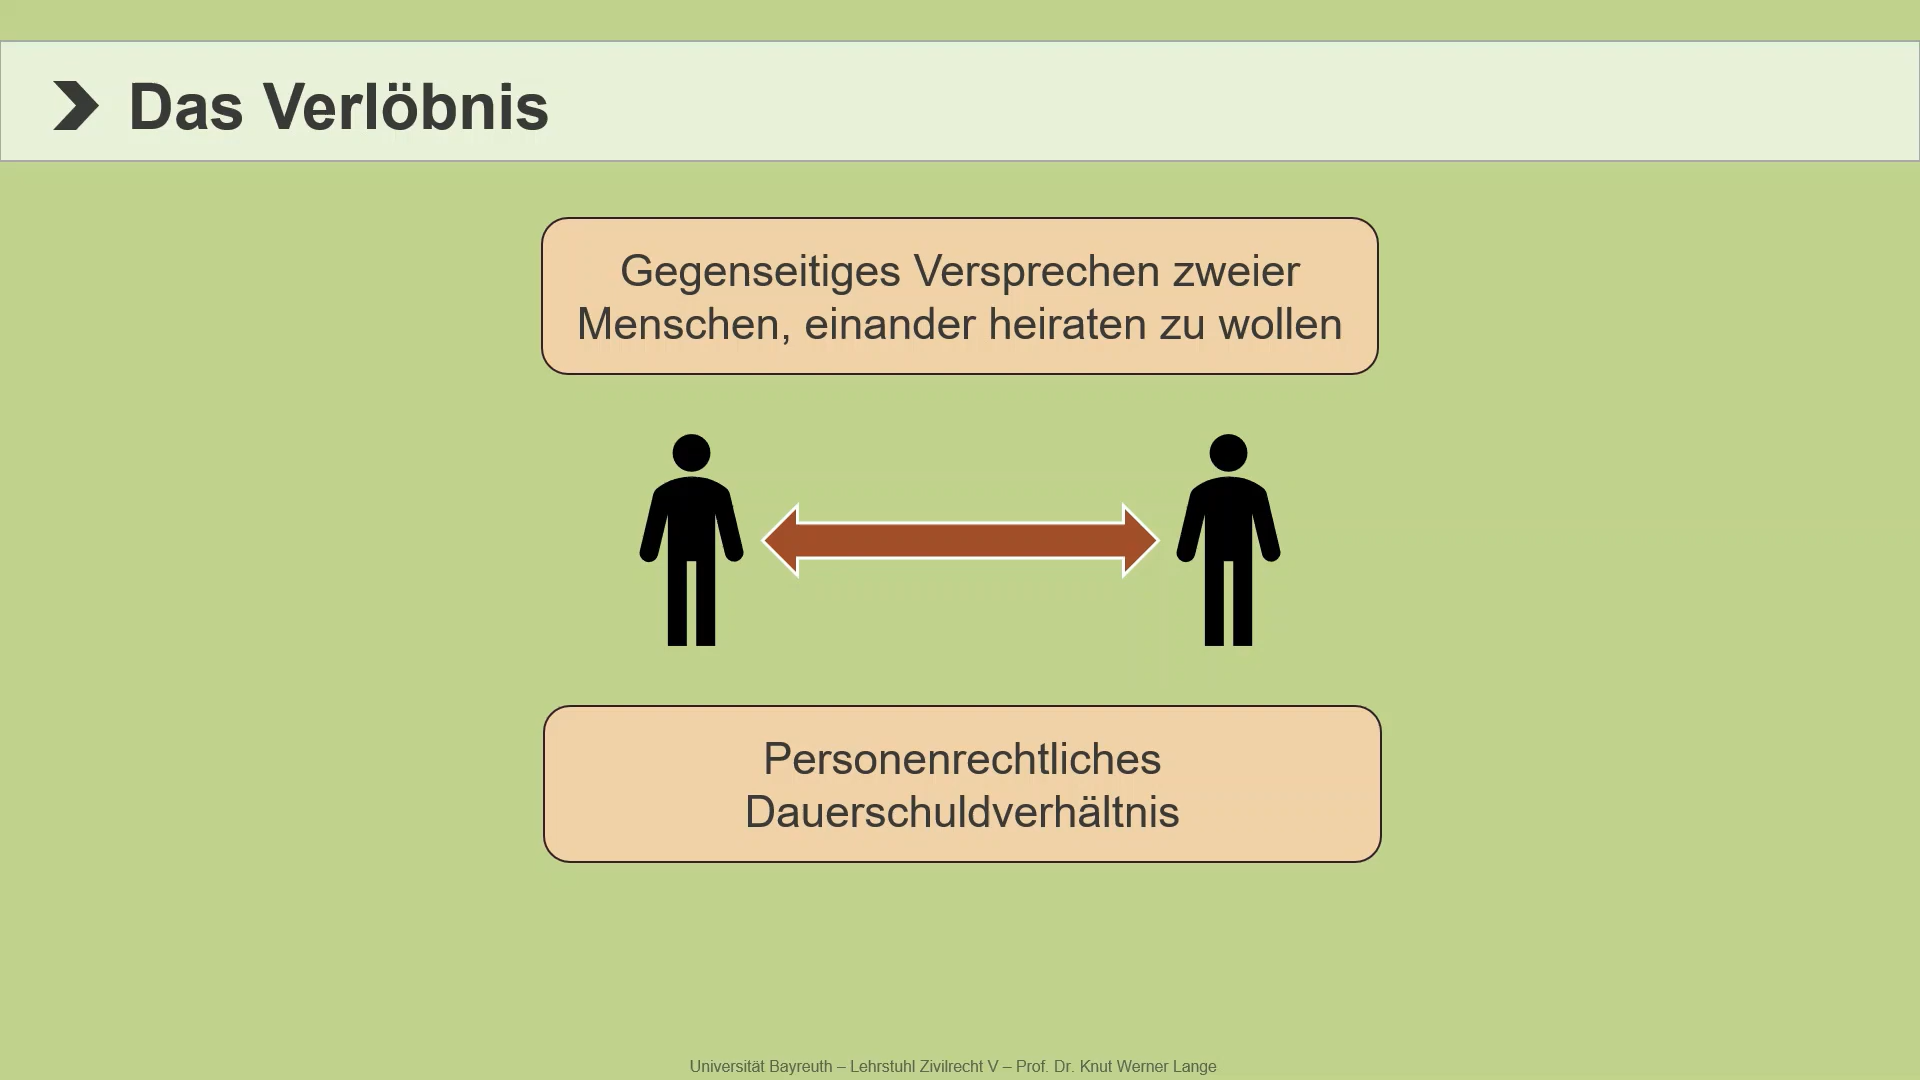 Das Verlöbnis
Gegenseitiges Versprechen zweier
Menschen, einander heiraten zu wollen
Personenrechtliches
Dauerschuldverhältnis
Universität Bayreuth – Lehrstuhl Zivilrecht V – Prof. Dr. Knut Werner Lange